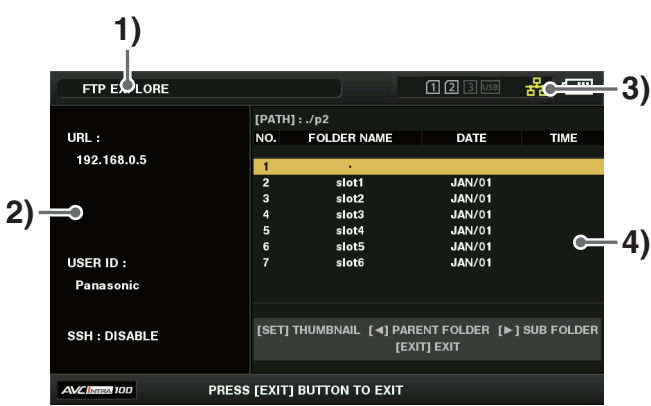 1)
FTP EXPLORE
1 2 3 USB
3)
[PATH] : ./p2
URL :
NO. FOLDER NAME DATE TIME
192.168.0.5
1 .
2 slot1 JAN/01
3 slot2 JAN/01
2)
4 slot3 JAN/01
5 slot4 JAN/01
4)
6 slot5 JAN/01
USER ID :
7 slot6 JAN/01
Panasonic
[SET] THUMBNAIL [◄] PARENT FOLDER [►] SUB FOLDER
SSH : DISABLE
[EXIT] EXIT
AVC INTRA 100
PRESS [EXIT] BUTTON TO EXIT